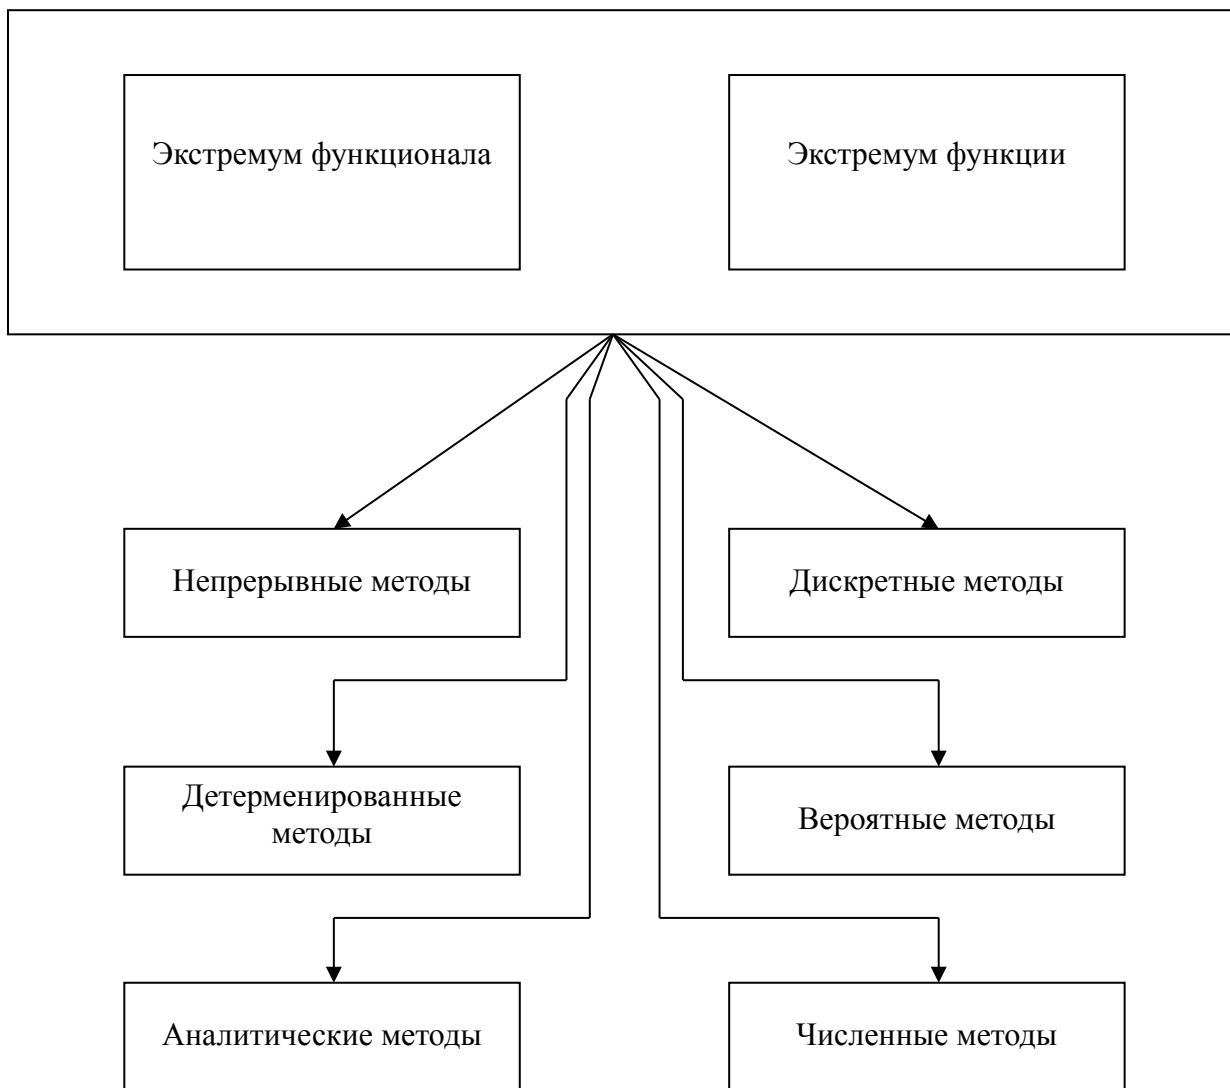 Экстремум функционала
Экстремум функции
Непрерывные методы
Дискретные методы
Детерменированные
методы
Вероятные методы
Аналитические методы
Численные методы